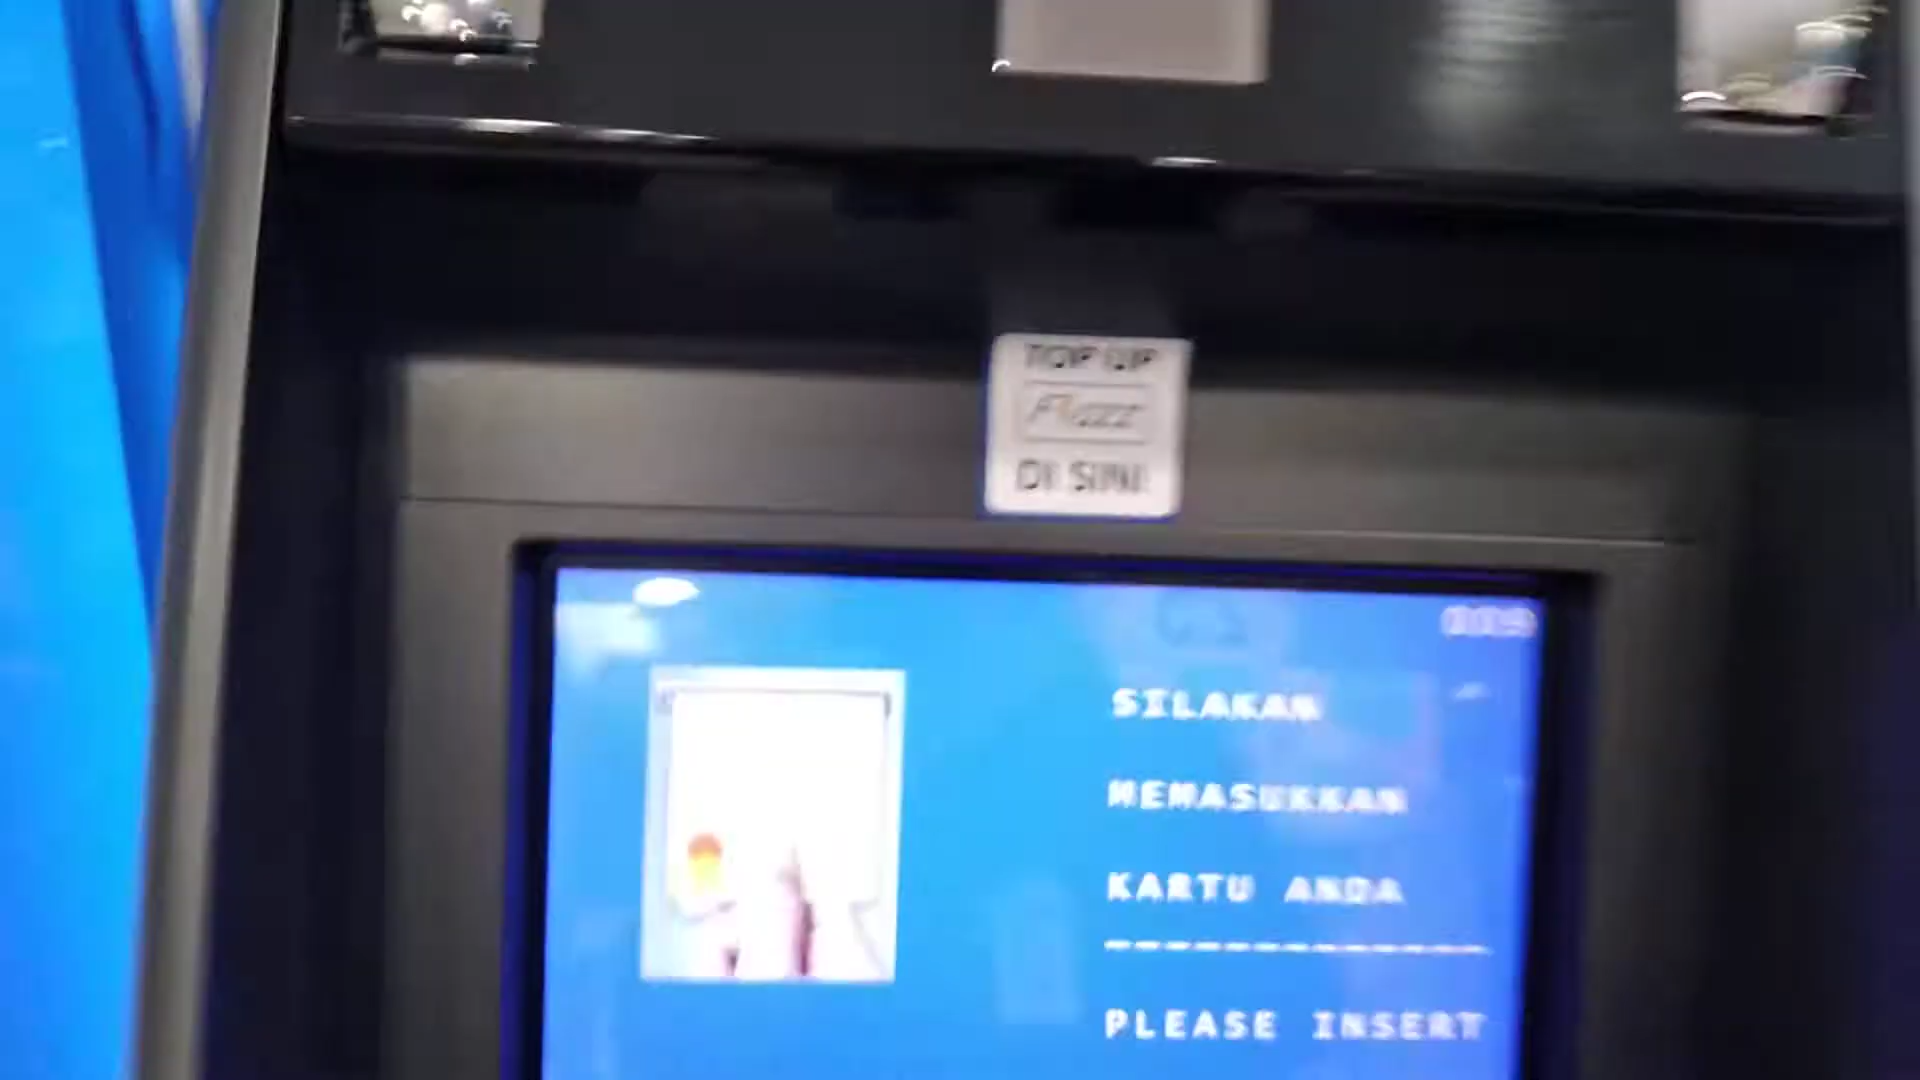 TOP UP
Flazz
DI SINI
SILAKAN
MEMASUKKAN
KARTU ANDA
---------------
PLEASE INSERT